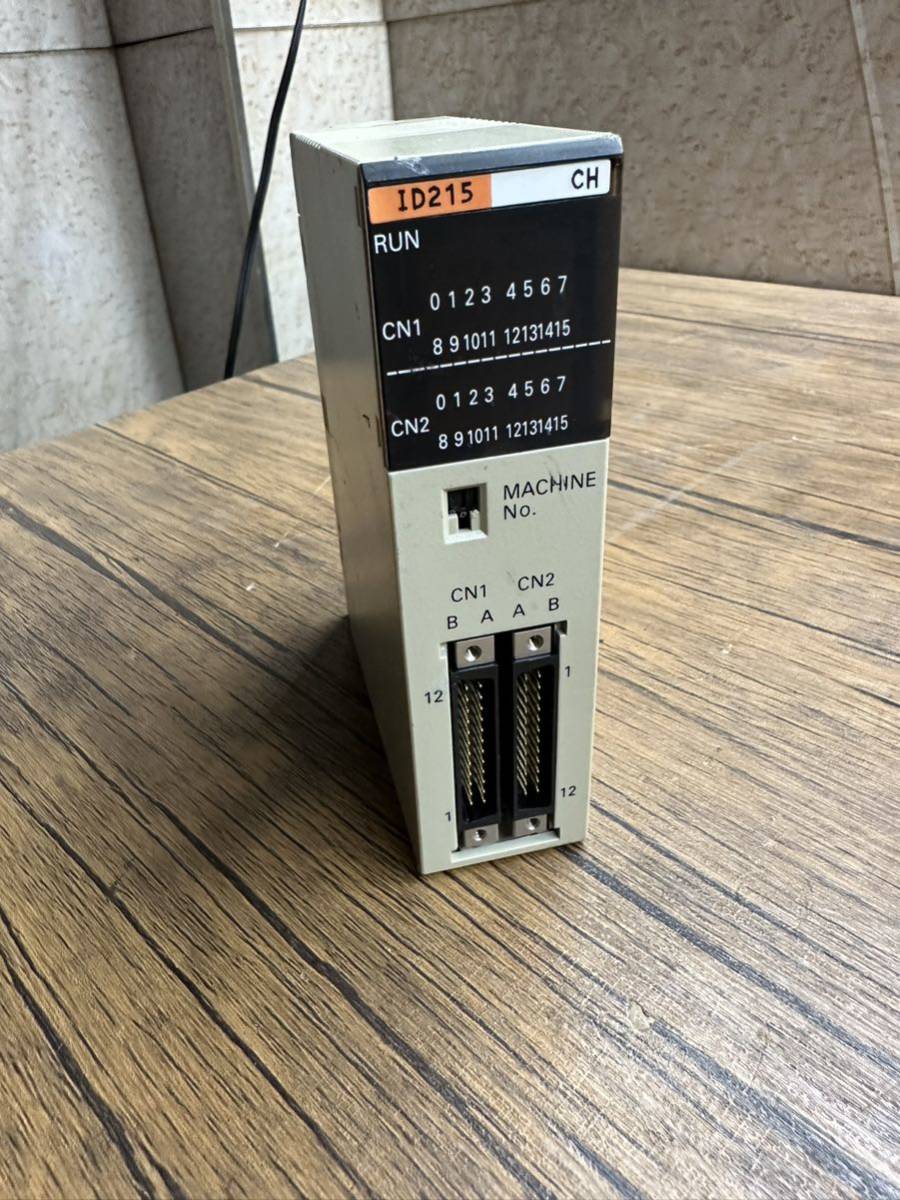 ID215 CH
RUN
0 1 2 3 4 5 6 7
CN1
8 9 10 11 12 13 14 15
0 1 2 3 4 5 6 7
CN2
8 9 10 11 12 13 14 15
MACHINE
No.
CN1 CN2
B A A B
1
12
12
1